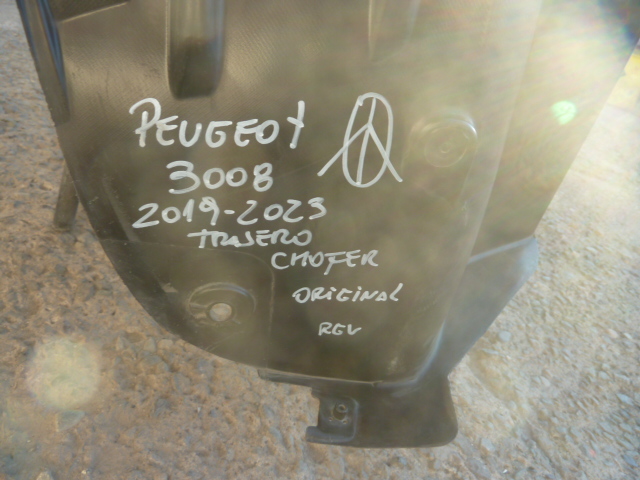 PEUGEOT
3008
2019-2023
TRASERO
CHOFER
ORIGINAL
REV